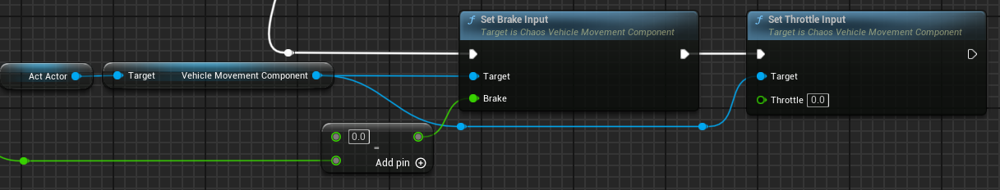 Set Brake Input
Target is Chaos Vehicle Movement Component
Set Throttle Input
Target is Chaos Vehicle Movement Component
Act Actor
Target
Vehicle Movement Component
Target
Brake
Target
Throttle 0.0
0.0
-
Add pin